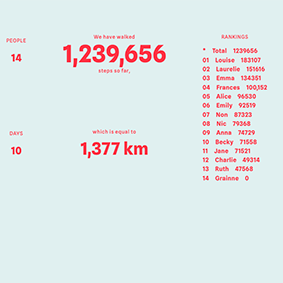 PEOPLE
14
We have walked
1,239,656
steps so far,
DAYS
10
which is equal to
1,377 km
RANKINGS
* Total 1239656
01 Louise 183107
02 Laurelie 151616
03 Emma 134351
04 Frances 100,152
05 Alice 96530
06 Emily 92519
07 Non 87323
08 Nic 79368
09 Anna 74729
10 Becky 71558
11 Jane 71521
12 Charlie 49314
13 Ruth 47568
14 Grainne 0